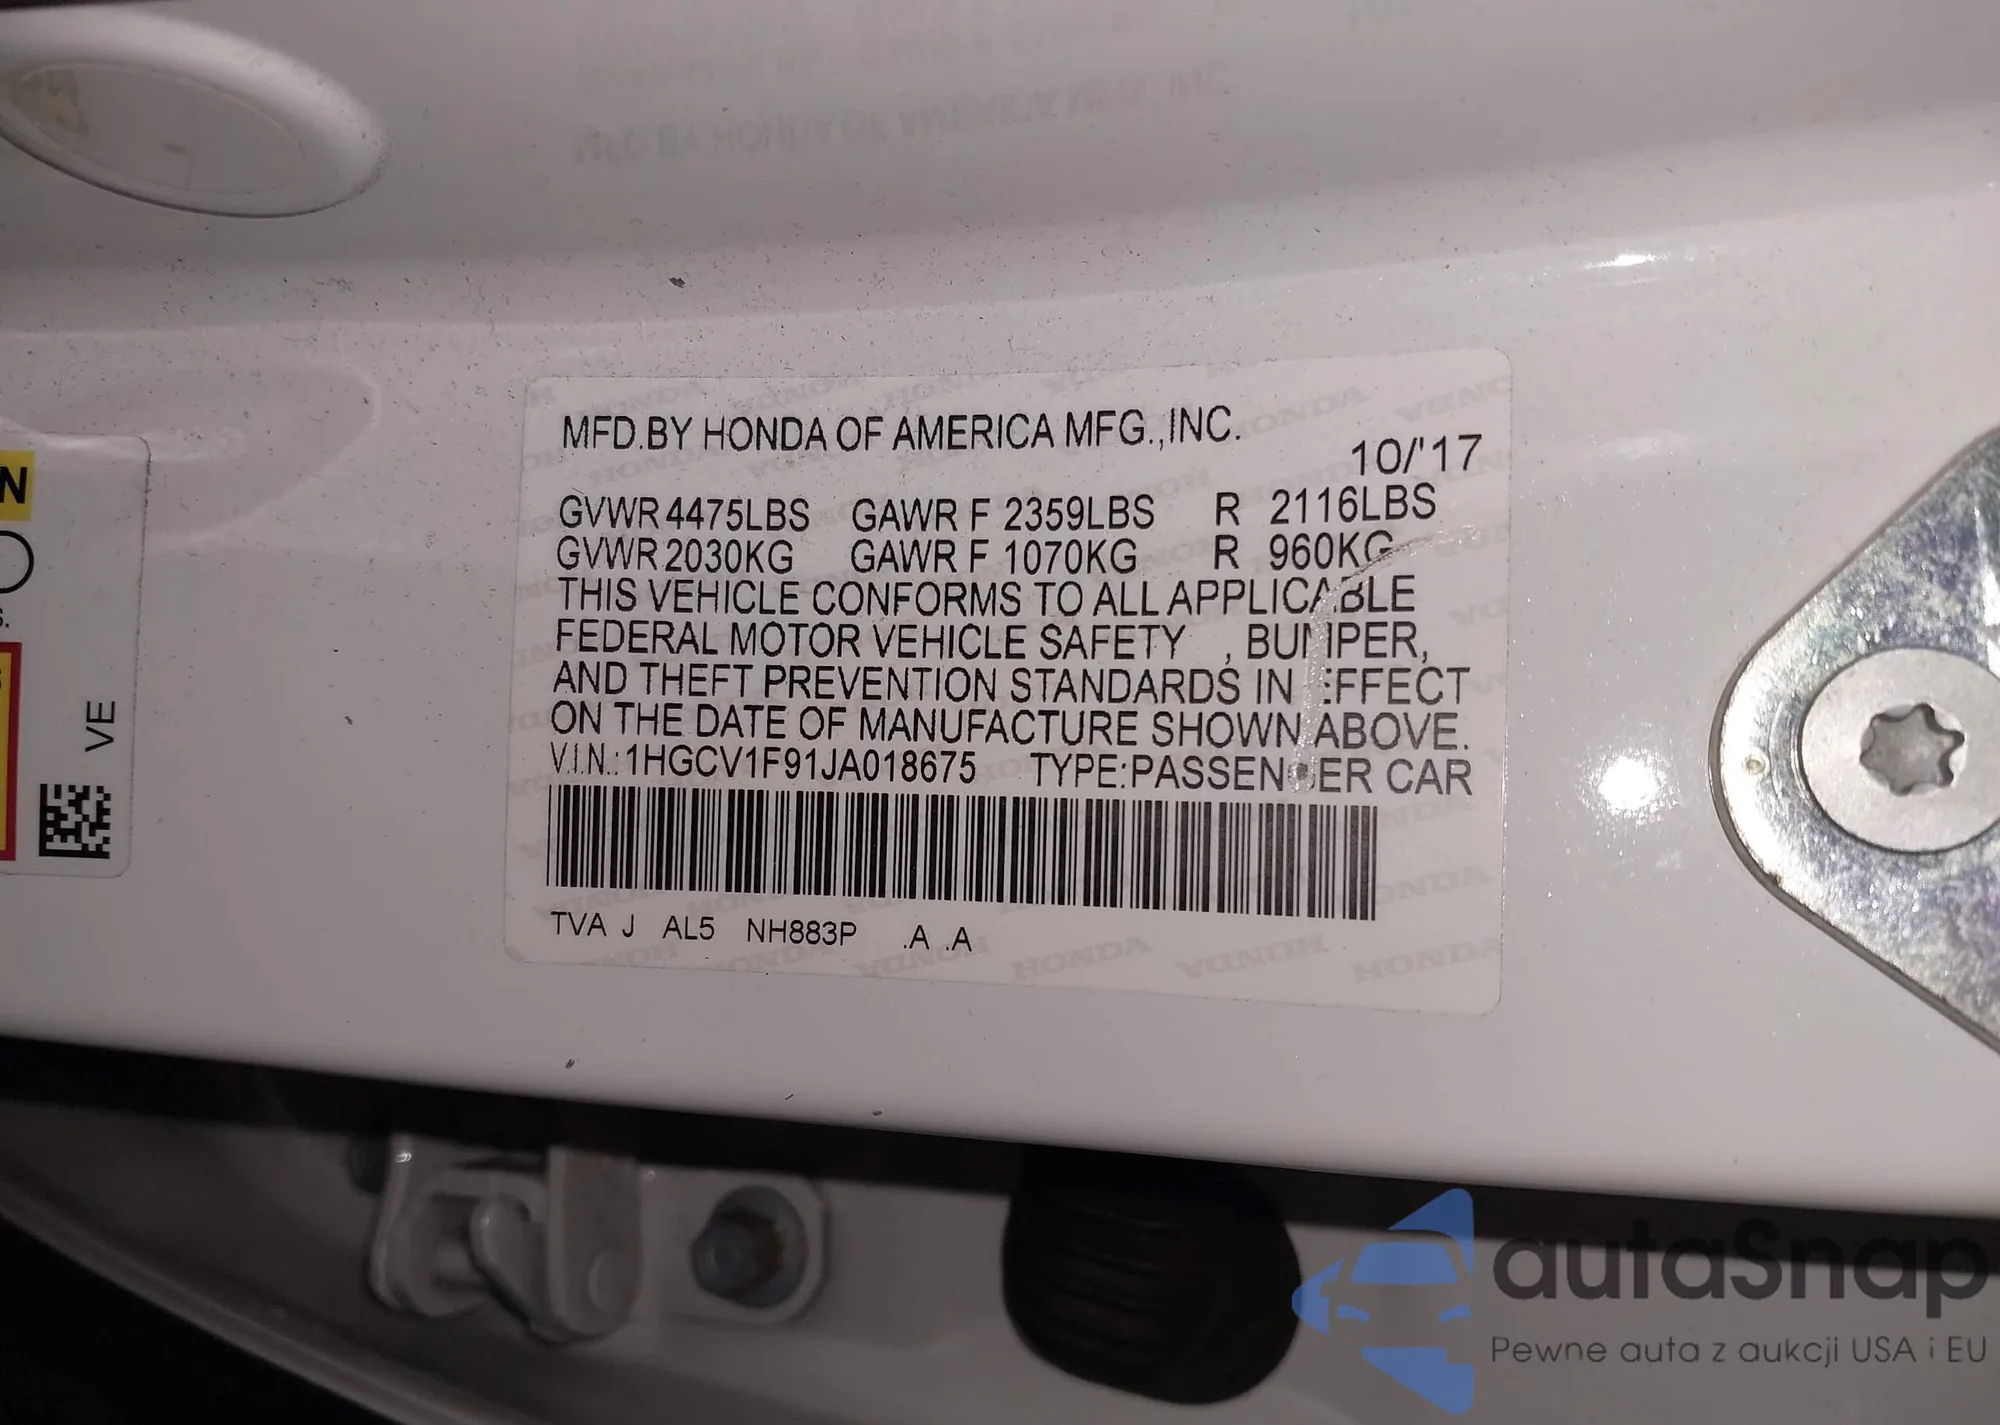 MFD.BY HONDA OF AMERICA MFG.,INC.
10/'17
GVWR 4475LBS GAWR F 2359LBS R 2116LBS
GVWR 2030KG GAWR F 1070KG R 960KG
THIS VEHICLE CONFORMS TO ALL APPLICABLE
FEDERAL MOTOR VEHICLE SAFETY , BUMPER,
AND THEFT PREVENTION STANDARDS IN EFFECT
ON THE DATE OF MANUFACTURE SHOWN ABOVE.
V.I.N.: 1HGCV1F91JA018675 TYPE:PASSENGER CAR
TVA J AL5 NH883P .A .A
VE
autaSnap
Pewne auta z aukcji USA i EU